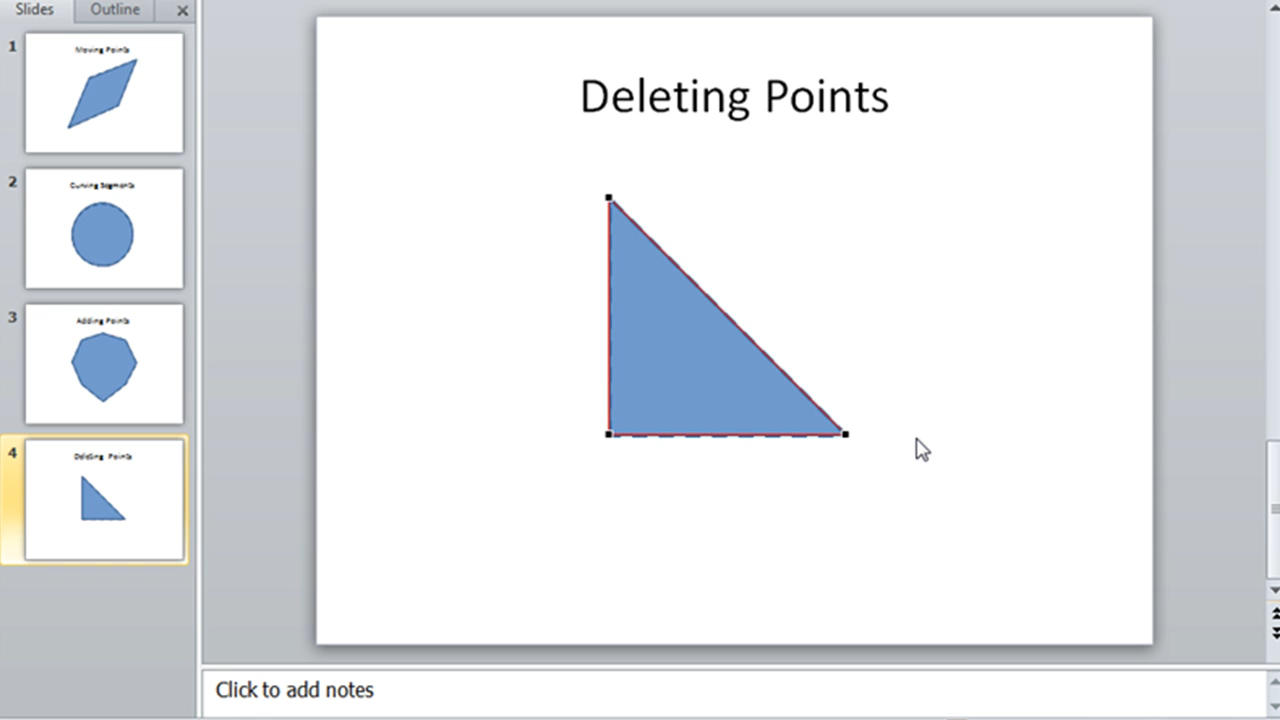 Slides Outline
1
Moving Points
2
Curving Segments
3
Adding Points
4
Deleting Points
Deleting Points
Click to add notes